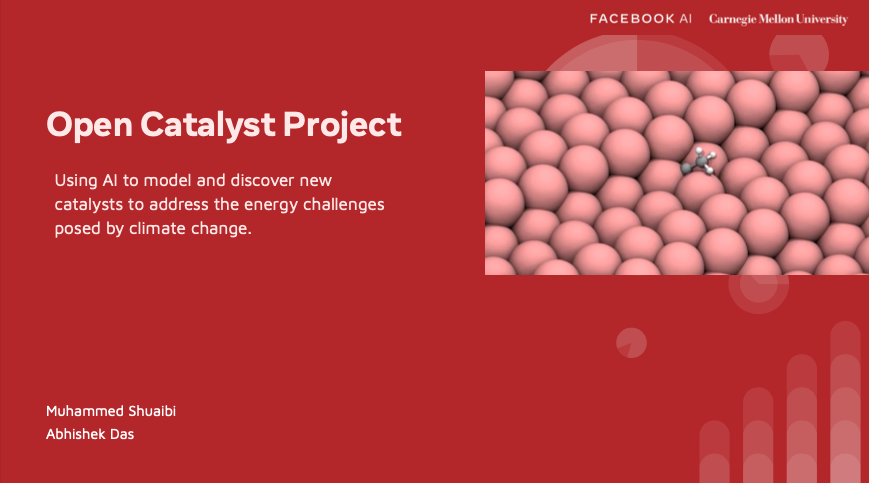 FACEBOOK AI Carnegie Mellon University
Open Catalyst Project
Using AI to model and discover new
catalysts to address the energy challenges
posed by climate change.
Muhammed Shuaibi
Abhishek Das